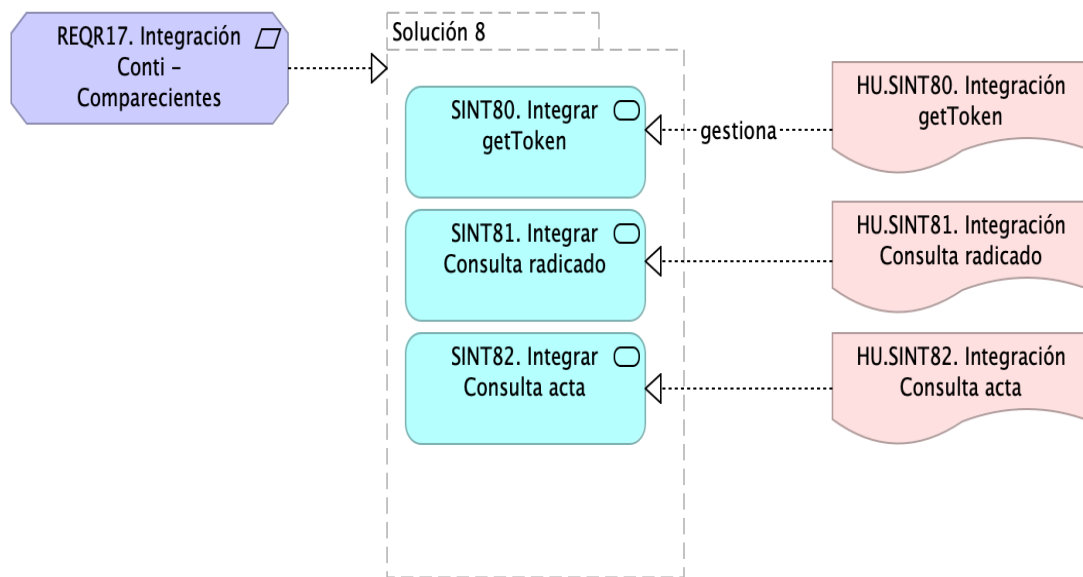 REQR17. Integración
Conti –
Comparecientes
Solución 8
SINT80. Integrar
getToken
gestiona
HU.SINT80. Integración
getToken
SINT81. Integrar
Consulta radicado
HU.SINT81. Integración
Consulta radicado
SINT82. Integrar
Consulta acta
HU.SINT82. Integración
Consulta acta